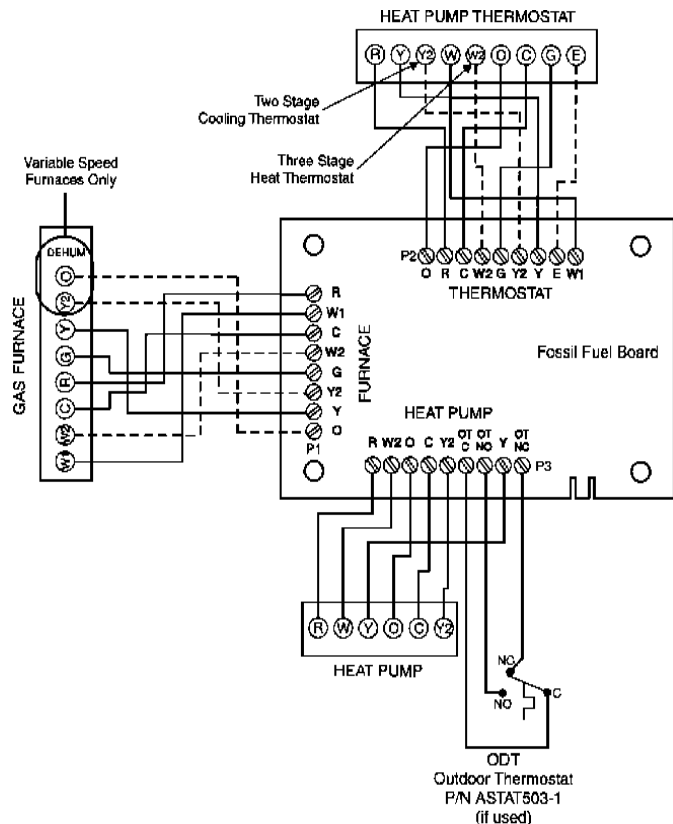 HEAT PUMP THERMOSTAT
R Y Y2 W W2 O C G E
Two Stage
Cooling Thermostat
Three Stage
Heat Thermostat
Variable Speed
Furnaces Only
DEHUM
O
Y2
Y
G
R
C
W2
W1
GAS FURNACE
P2
O R C W2 G Y2 Y E W1
THERMOSTAT
R
W1
C
W2
G
Y2
Y
O
P1
FURNACE
Fossil Fuel Board
HEAT PUMP
R W2 O C Y2 OT C OT NO Y OT NC
P3
R W Y O C Y2
HEAT PUMP
NC
NO
C
ODT
Outdoor Thermostat
P/N ASTAT503-1
(if used)